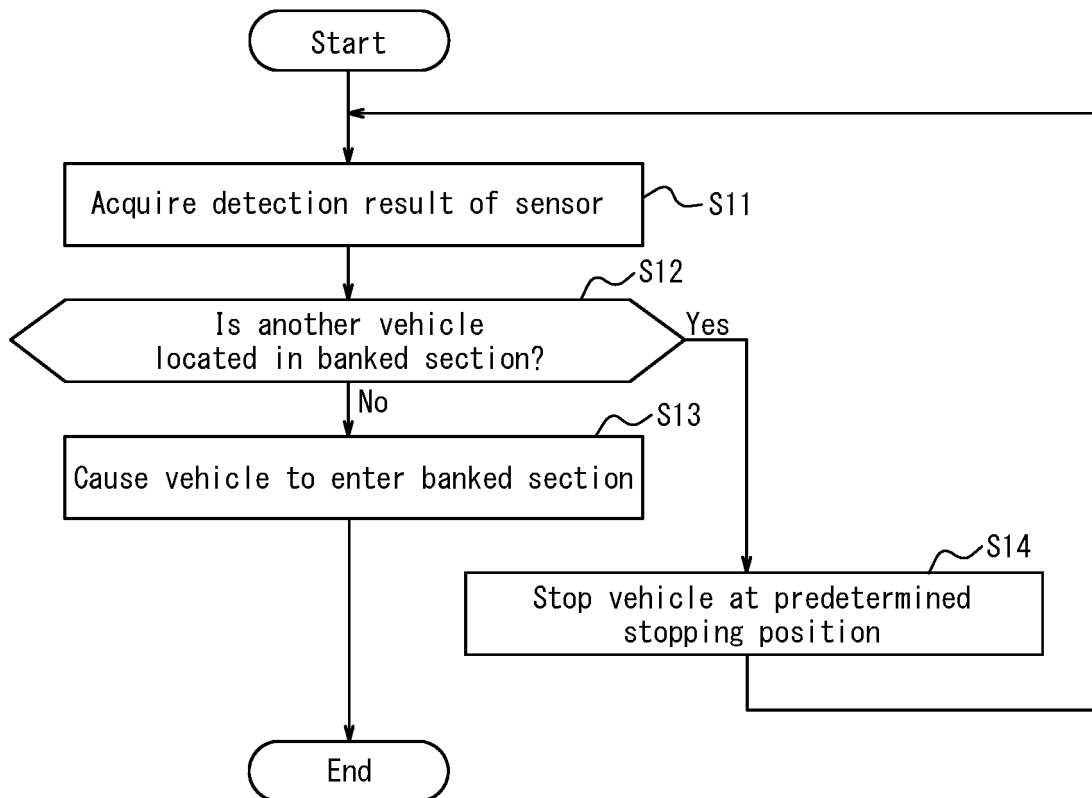 Start
Acquire detection result of sensor
S11
S12
Is another vehicle
located in banked section?
Yes
No
S13
Cause vehicle to enter banked section
S14
Stop vehicle at predetermined
stopping position
End